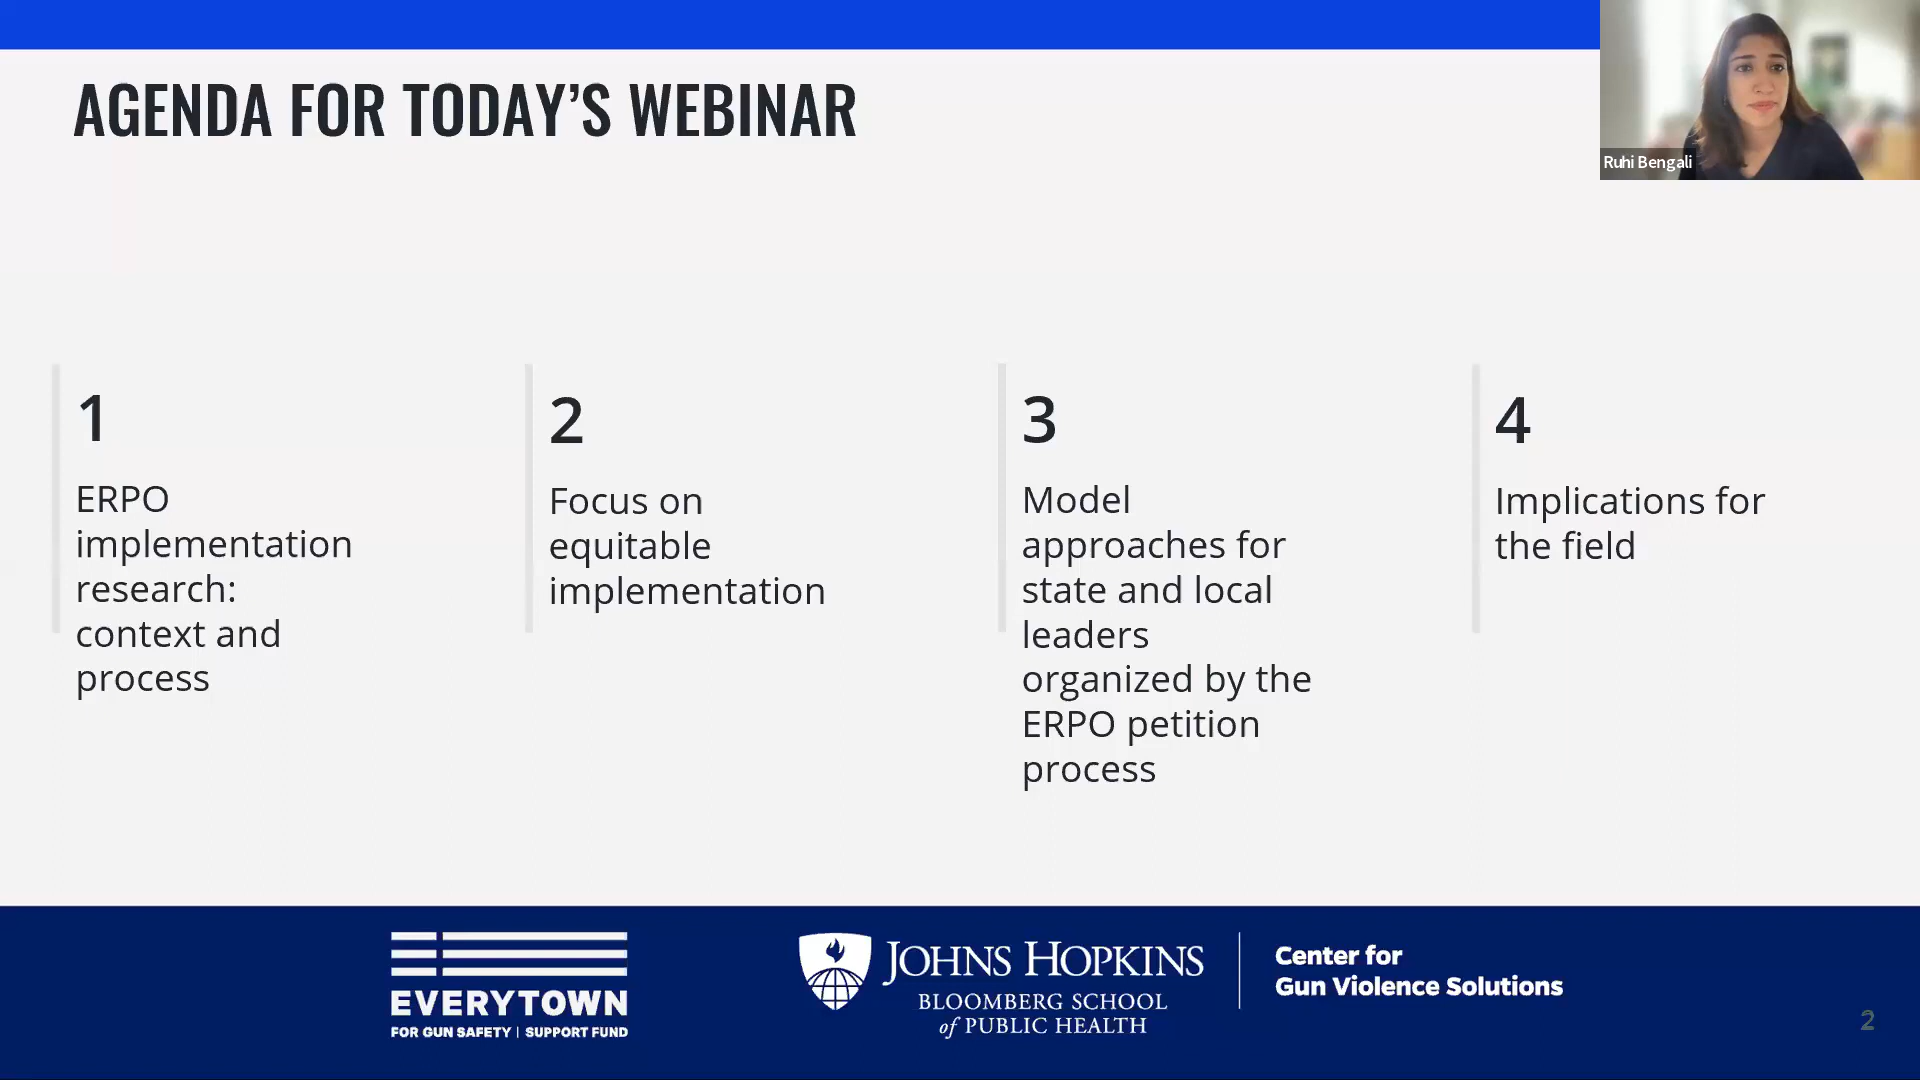 AGENDA FOR TODAY’S WEBINAR
Ruhi Bengali
1
ERPO
implementation
research:
context and
process
2
Focus on
equitable
implementation
3
Model
approaches for
state and local
leaders
organized by the
ERPO petition
process
4
Implications for
the field
EVERYTOWN
FOR GUN SAFETY | SUPPORT FUND
JOHNS HOPKINS
BLOOMBERG SCHOOL
of PUBLIC HEALTH
Center for
Gun Violence Solutions
2